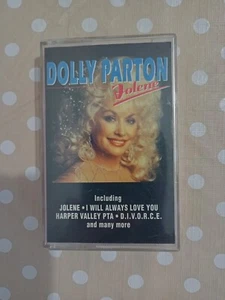 DOLLY PARTON
Jolene
Including
JOLENE • I WILL ALWAYS LOVE YOU
HARPER VALLEY PTA • D.I.V.O.R.C.E.
and many more